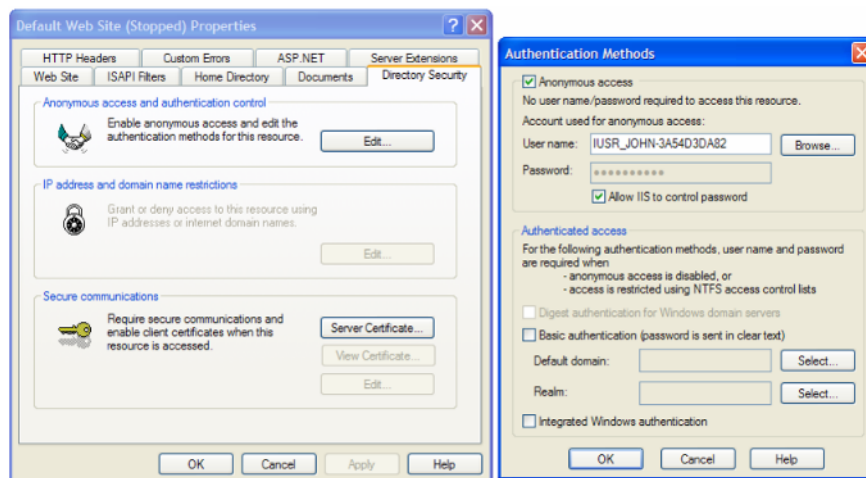 Default Web Site (Stopped) Properties
HTTP Headers Custom Errors ASP.NET Server Extensions
Web Site ISAPI Filters Home Directory Documents Directory Security
Anonymous access and authentication control
Enable anonymous access and edit the
authentication methods for this resource.
Edit...
IP address and domain name restrictions
Grant or deny access to this resource using
IP addresses or internet domain names.
Edit...
Secure communications
Require secure communications and
enable client certificates when this
resource is accessed.
Server Certificate...
View Certificate...
Edit...
OK Cancel Apply Help
Authentication Methods
Anonymous access
No user name/password required to access this resource.
Account used for anonymous access:
User name: IUSR_JOHN-3A54D3DA82 Browse...
Password:
Allow IIS to control password
Authenticated access
For the following authentication methods, user name and password
are required when
- anonymous access is disabled, or
- access is restricted using NTFS access control lists
Digest authentication for Windows domain servers
Basic authentication (password is sent in clear text)
Default domain: Select...
Realm: Select...
Integrated Windows authentication
OK Cancel Help